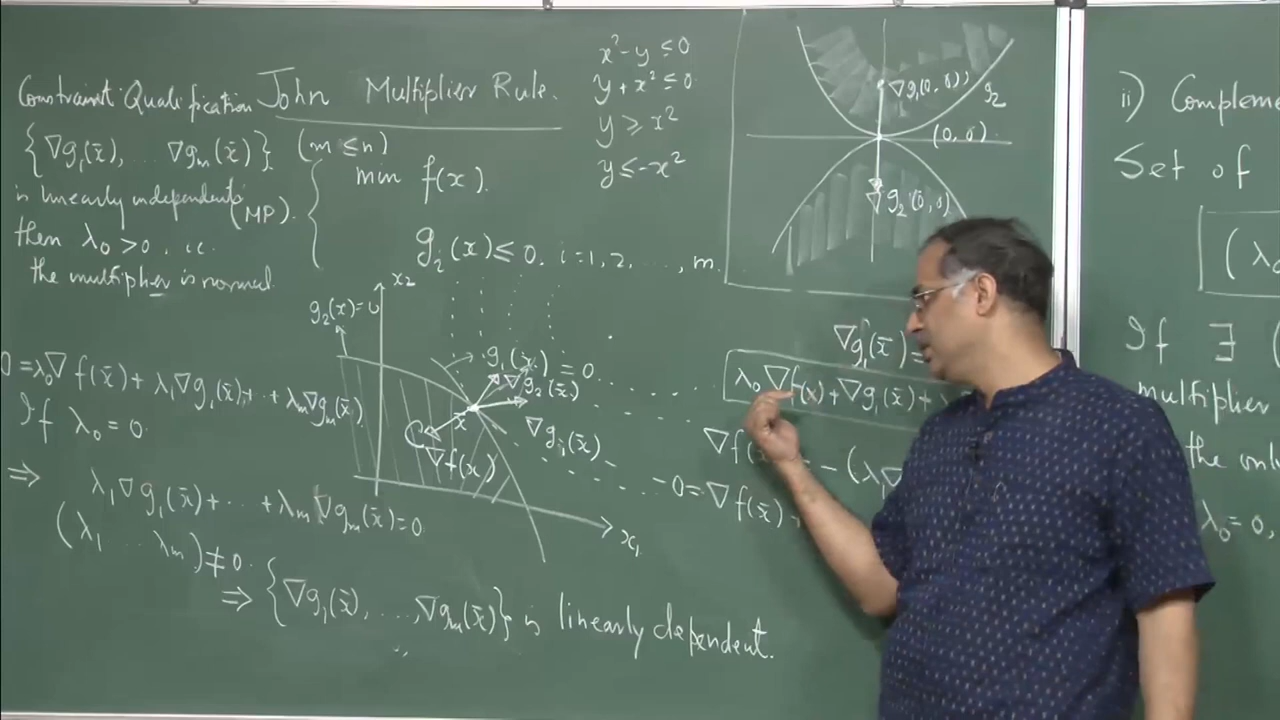 Constraint Qualification
{∇g₁(x̄), ... ∇gₘ(x̄)}
is linearly independent
then λ₀ > 0, i.e.
the multiplier is normal
John Multiplier Rule.
(m ≤ n)
(MP)
min f(x).
gᵢ(x) ≤ 0, i = 1, 2, ..., m.
x² - y ≤ 0
y + x² ≤ 0
y ≥ x²
y ≤ -x²
∇g₁(0, 0)
g₂
(0, 0)
∇g₂(0, 0)
x₂
g₂(x) = 0
g₁(x) = 0
∇g₂(x̄)
x̄
∇g₁(x̄)
∇f(x̄)
x₁
0 = λ₀∇f(x̄) + λ₁∇g₁(x̄) + ·· + λₘ∇gₘ(x̄)
If λ₀ = 0
⇒ λ₁∇g₁(x̄) + ··· + λₘ∇gₘ(x̄) = 0
(λ₁ ... λₘ) ≠ 0.
⇒ {∇g₁(x̄), ..., ∇gₘ(x̄)} is linearly dependent.
∇g₁(x̄) =
λ₀∇f(x) + ∇g₁(x̄) +
- (λ₁∇
0 = ∇f(x̄) +
ii)
Set of
(λ₀
If ∃ (
multiplier
the only
λ₀ = 0,